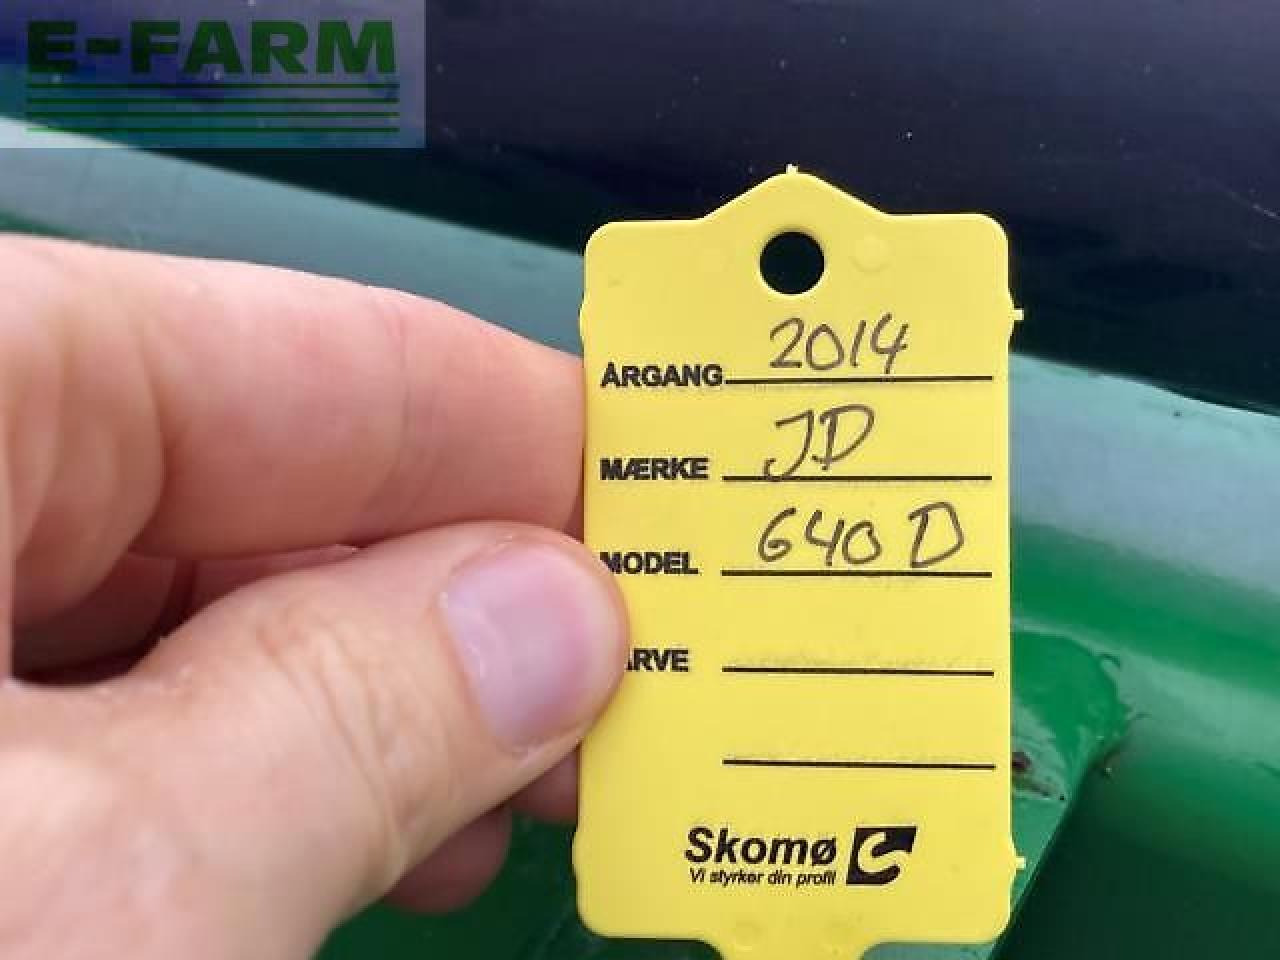 E-FARM
2014
ÅRGANG
JD
MÆRKE
640 D
MODEL
ARVE
Skomø
Vi styrker din profil